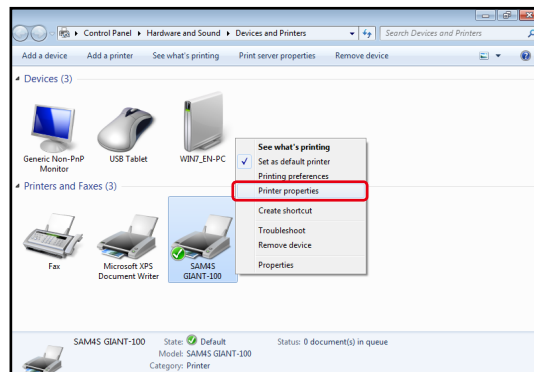 Control Panel ▸ Hardware and Sound ▸ Devices and Printers
Search Devices and Printers
Add a device
Add a printer
See what's printing
Print server properties
Remove device
Devices (3)
Generic Non-PnP
Monitor
USB Tablet
WIN7_EN-PC
See what's printing
Set as default printer
Printing preferences
Printer properties
Create shortcut
Troubleshoot
Remove device
Properties
Printers and Faxes (3)
Fax
Microsoft XPS
Document Writer
SAM4S
GIANT-100
SAM4S GIANT-100
State: Default
Status: 0 document(s) in queue
Model: SAM4S GIANT-100
Category: Printer